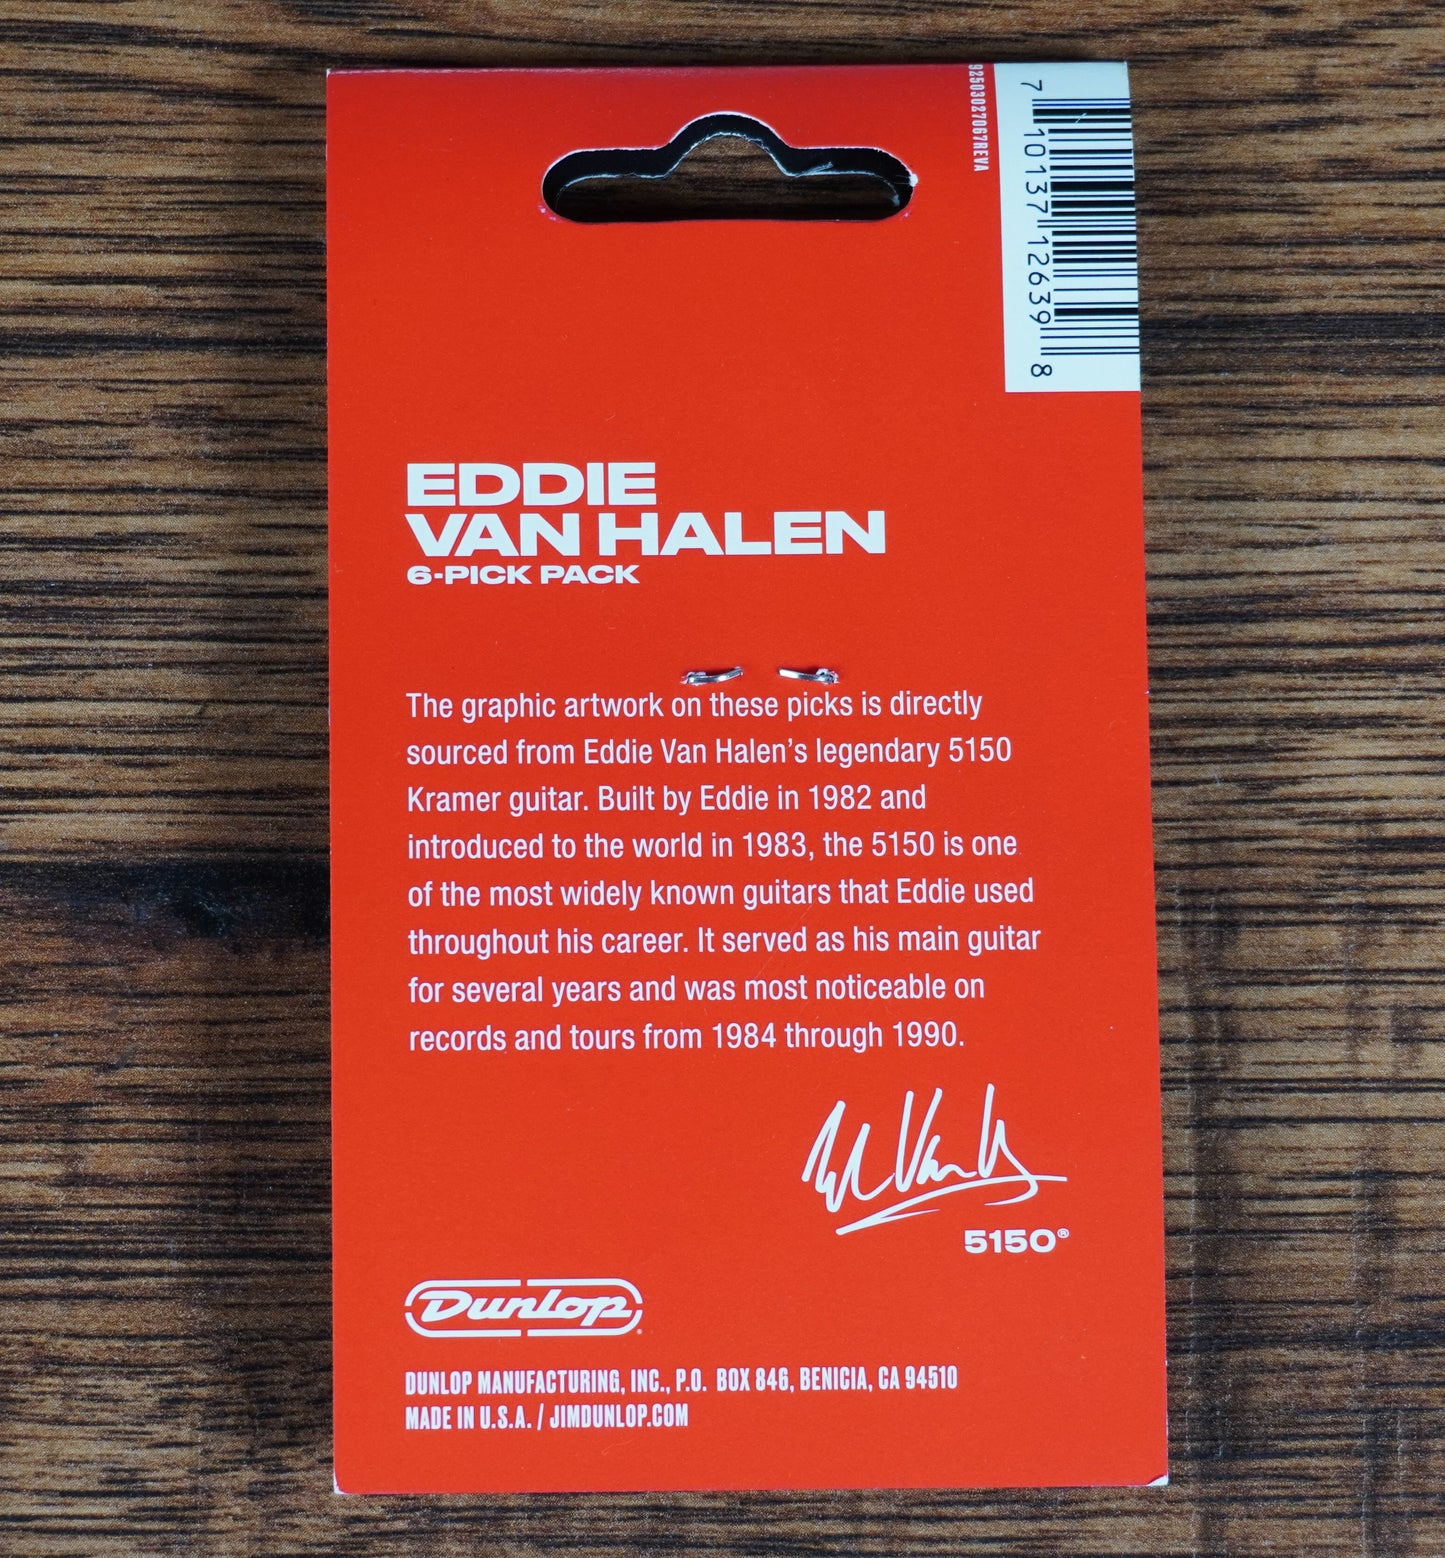 92503027067REVA
7 10137 12639 8
EDDIE
VAN HALEN
6-PICK PACK
The graphic artwork on these picks is directly
sourced from Eddie Van Halen’s legendary 5150
Kramer guitar. Built by Eddie in 1982 and
introduced to the world in 1983, the 5150 is one
of the most widely known guitars that Eddie used
throughout his career. It served as his main guitar
for several years and was most noticeable on
records and tours from 1984 through 1990.
5150®
Dunlop
DUNLOP MANUFACTURING, INC., P.O. BOX 846, BENICIA, CA 94510
MADE IN U.S.A. / JIMDUNLOP.COM